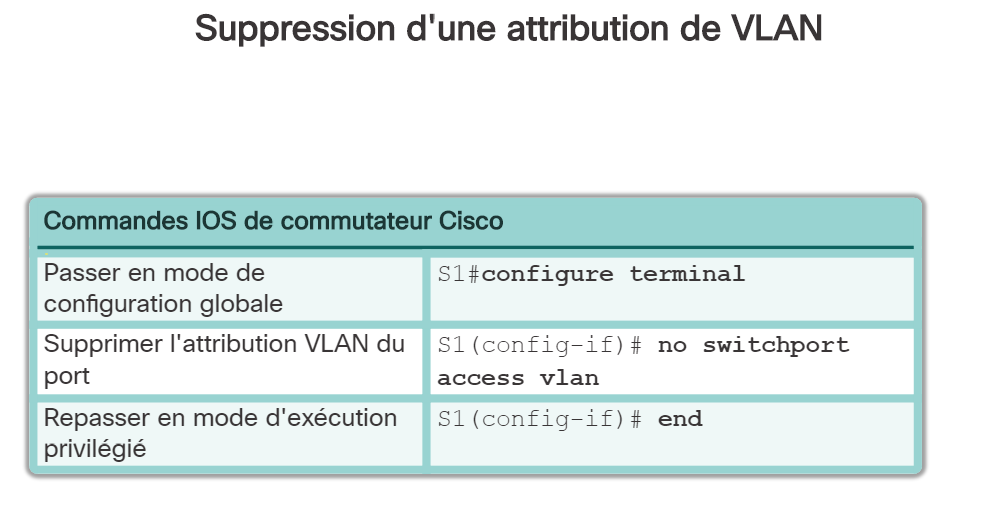 Suppression d'une attribution de VLAN
Commandes IOS de commutateur Cisco
Passer en mode de
configuration globale
S1#configure terminal
Supprimer l'attribution VLAN du
port
S1(config-if)# no switchport
access vlan
Repasser en mode d'exécution
privilégié
S1(config-if)# end